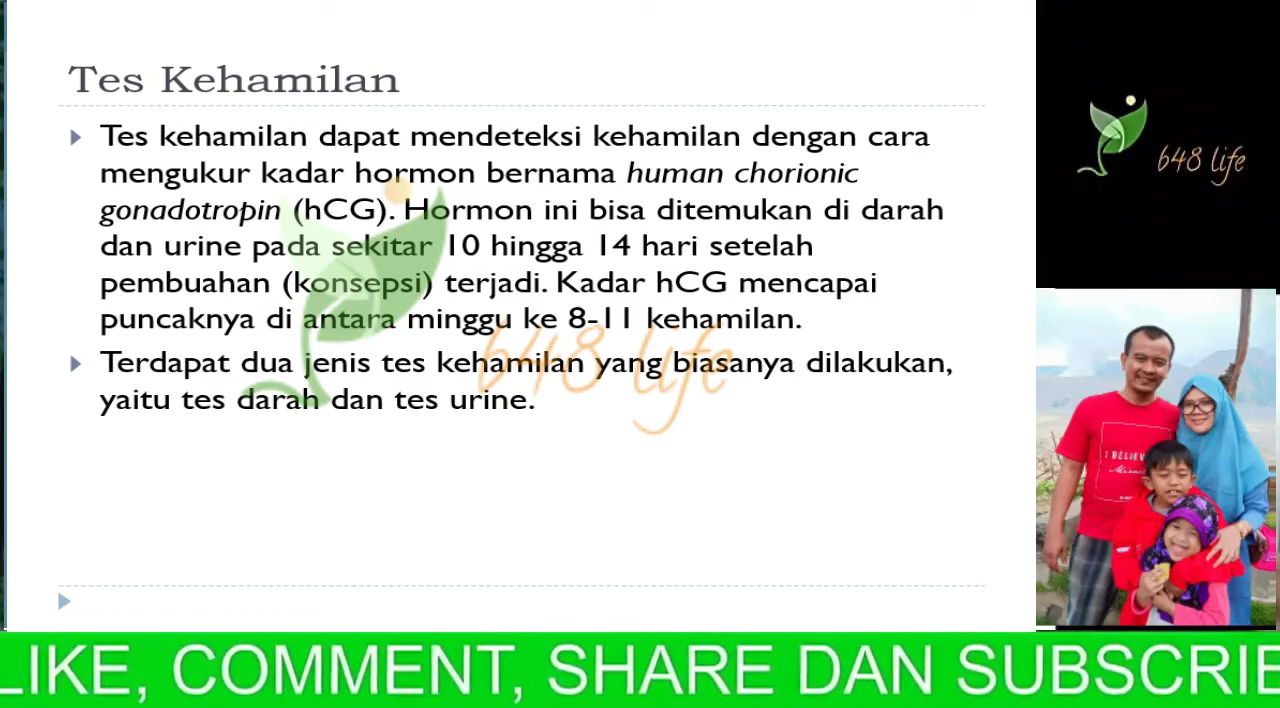 Tes Kehamilan
Tes kehamilan dapat mendeteksi kehamilan dengan cara
mengukur kadar hormon bernama human chorionic
gonadotropin (hCG). Hormon ini bisa ditemukan di darah
dan urine pada sekitar 10 hingga 14 hari setelah
pembuahan (konsepsi) terjadi. Kadar hCG mencapai
puncaknya di antara minggu ke 8-11 kehamilan.
Terdapat dua jenis tes kehamilan yang biasanya dilakukan,
yaitu tes darah dan tes urine.
648 life
648 life
I BELIEVE
LIKE, COMMENT, SHARE DAN SUBSCRIE